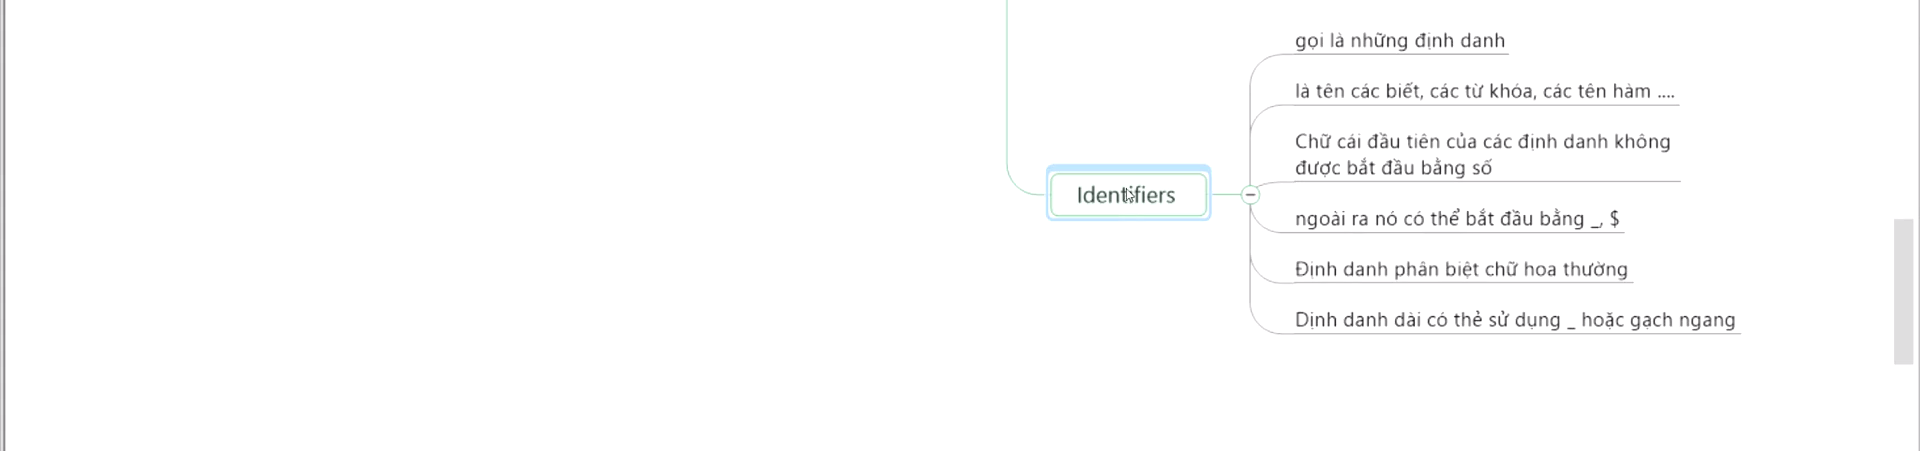 gọi là những định danh
là tên các biết, các từ khóa, các tên hàm ....
Chữ cái đầu tiên của các định danh không
được bắt đầu bằng số
Identifiers
ngoài ra nó có thể bắt đầu bằng _, $
Định danh phân biệt chữ hoa thường
Dịnh danh dài có thẻ sử dụng _ hoặc gạch ngang